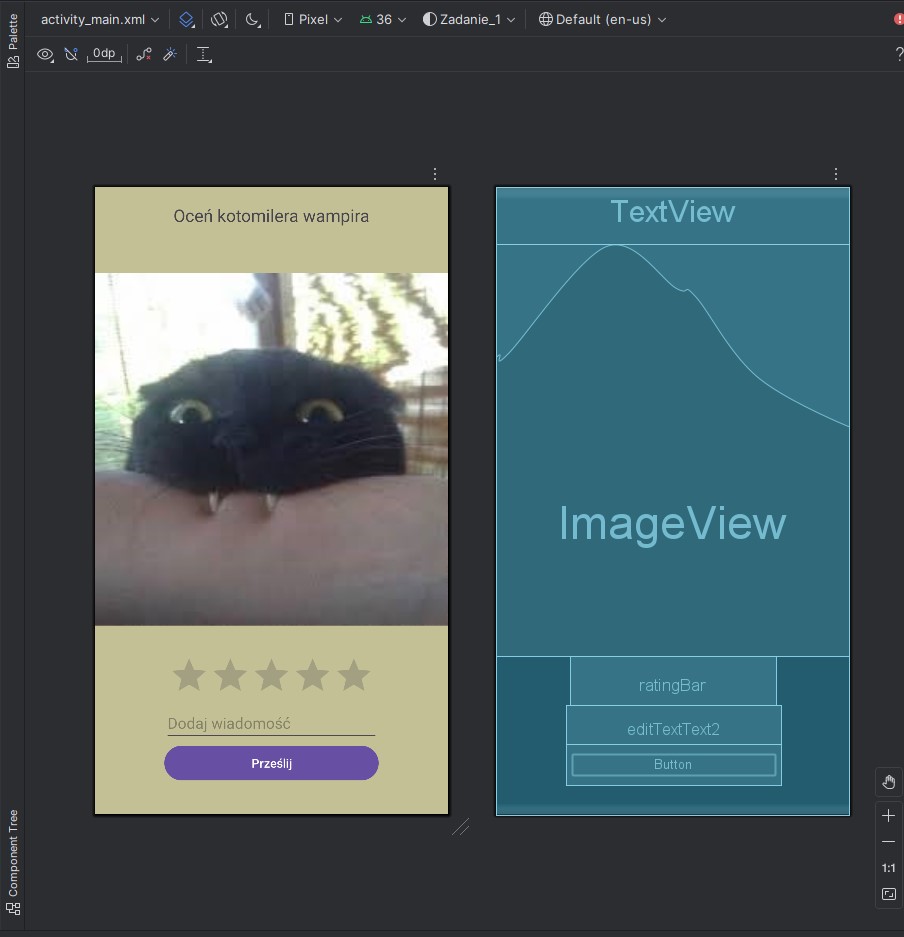 activity_main.xml Pixel 36 Zadanie_1 Default (en-us)
Palette
0dp
?
Oceń kotomilera wampira
Dodaj wiadomość
Prześlij
TextView
ImageView
ratingBar
editTextText2
Button
1:1
Component Tree